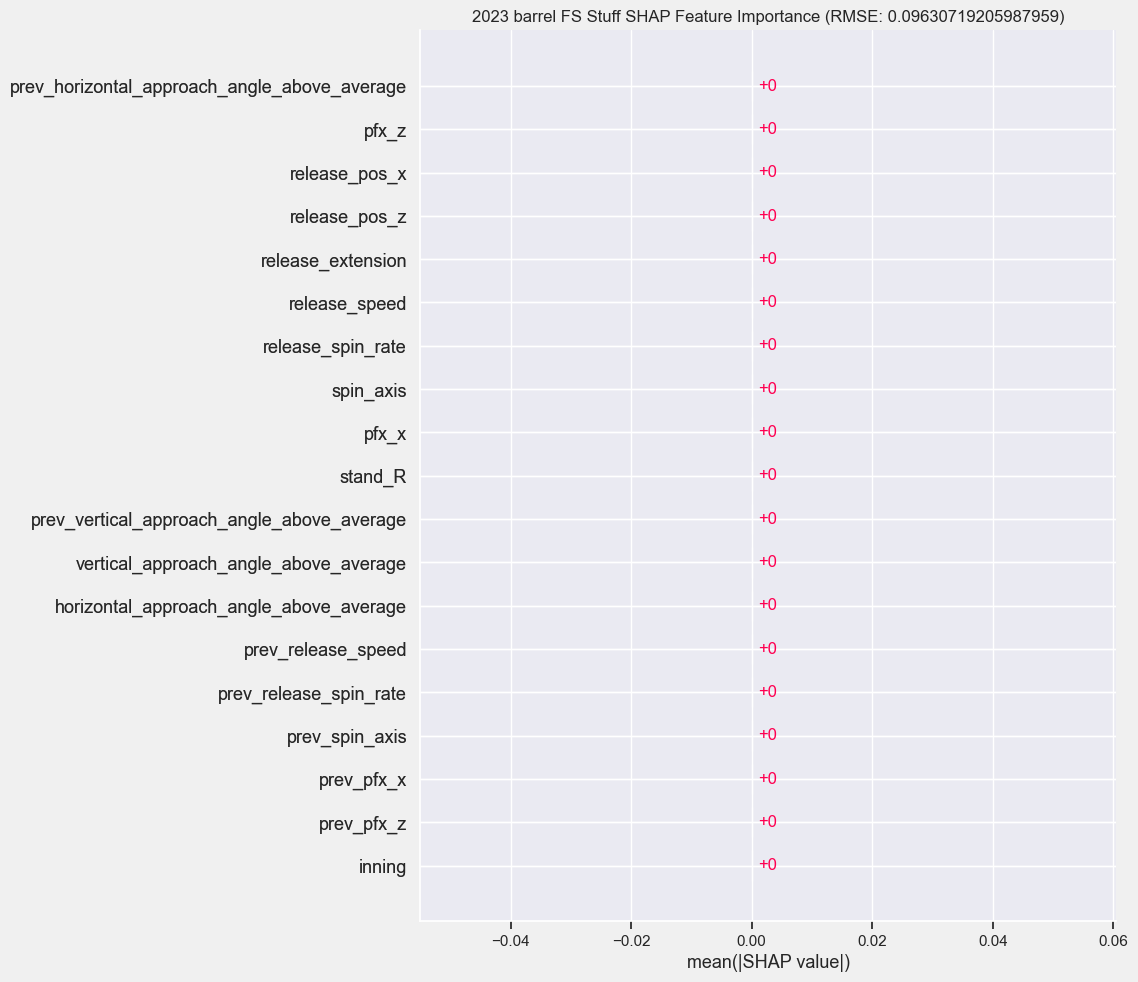 2023 barrel FS Stuff SHAP Feature Importance (RMSE: 0.09630719205987959)
prev_horizontal_approach_angle_above_average +0
pfx_z +0
release_pos_x +0
release_pos_z +0
release_extension +0
release_speed +0
release_spin_rate +0
spin_axis +0
pfx_x +0
stand_R +0
prev_vertical_approach_angle_above_average +0
vertical_approach_angle_above_average +0
horizontal_approach_angle_above_average +0
prev_release_speed +0
prev_release_spin_rate +0
prev_spin_axis +0
prev_pfx_x +0
prev_pfx_z +0
inning +0
−0.04 −0.02 0.00 0.02 0.04 0.06
mean(|SHAP value|)